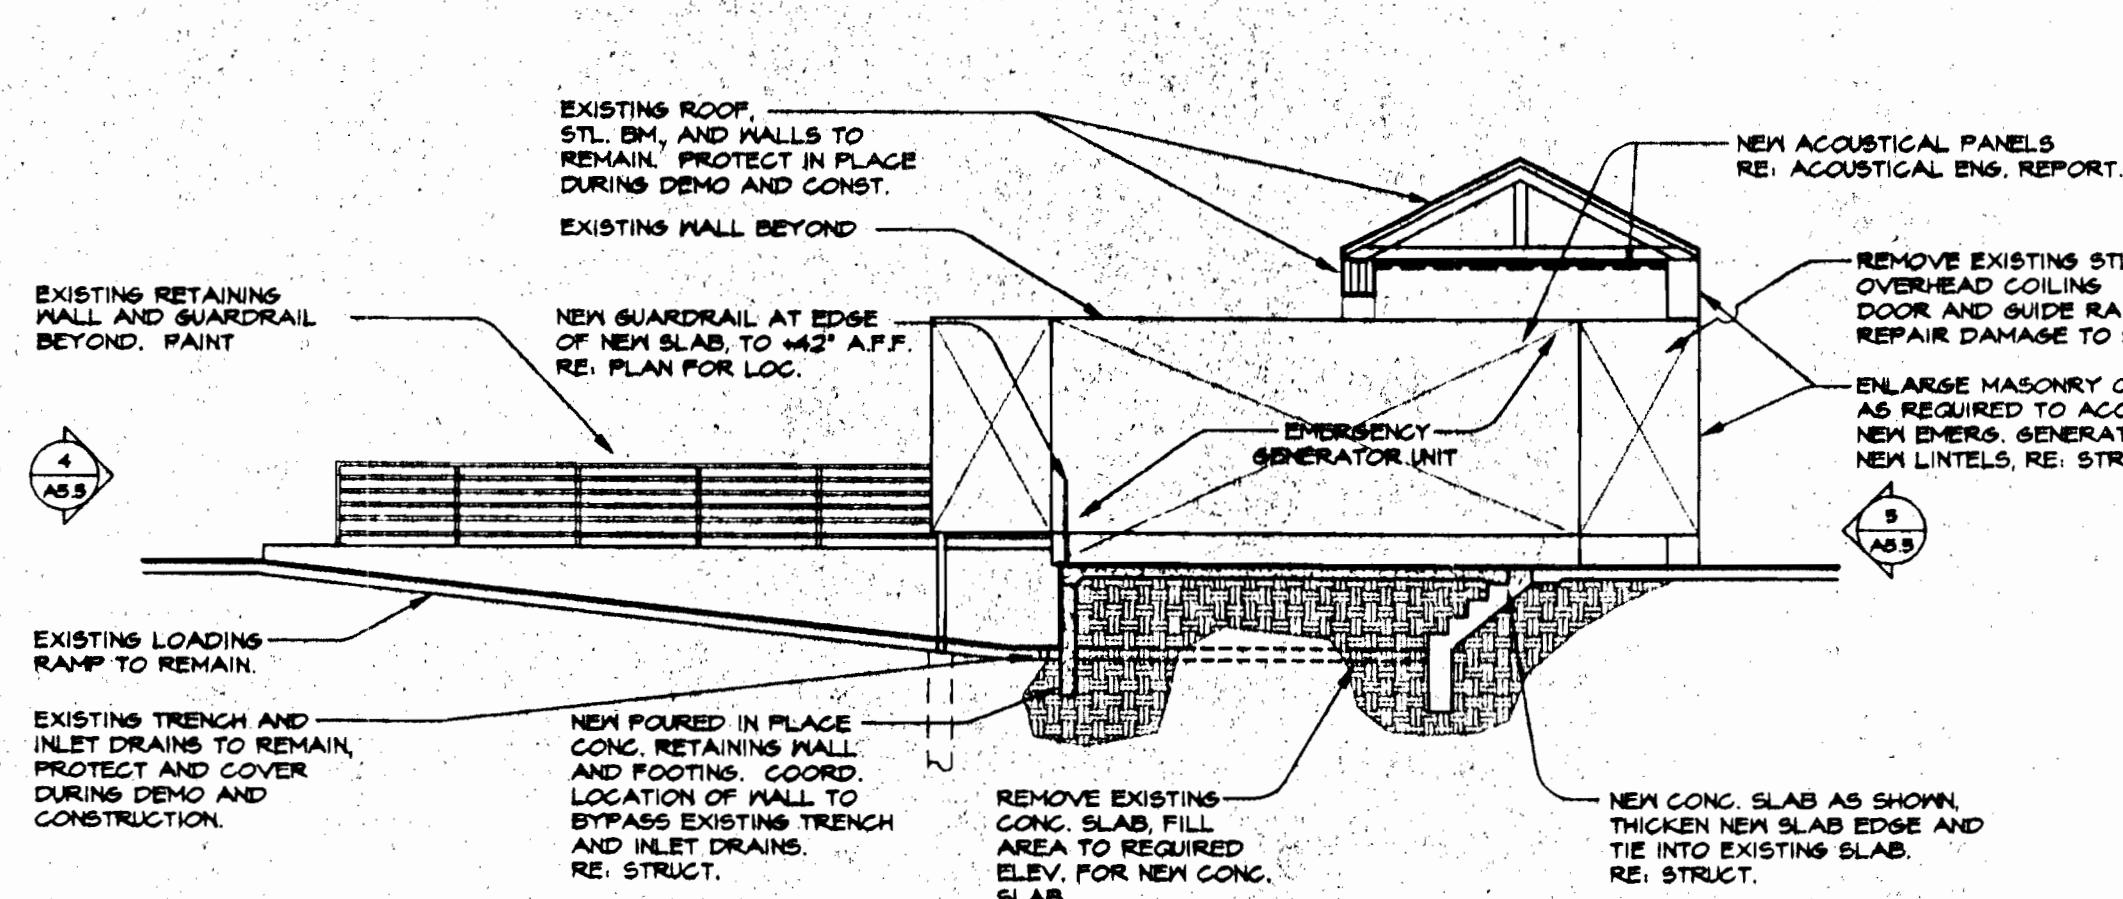 EXISTING ROOF,
STL. BM., AND WALLS TO
REMAIN. PROTECT IN PLACE
DURING DEMO AND CONST.
EXISTING WALL BEYOND
NEW ACOUSTICAL PANELS
RE: ACOUSTICAL ENG. REPORT.
REMOVE EXISTING
OVERHEAD COILING
DOOR AND GUIDE
REPAIR DAMAGE TO
EXISTING RETAINING
WALL AND GUARDRAIL
BEYOND. PAINT
NEW GUARDRAIL AT EDGE
OF NEW SLAB, TO +42" A.F.F.
RE: PLAN FOR LOC.
ENLARGE MASONRY
AS REQUIRED TO
NEW EMERG.
NEW LINTELS, RE:
EMERGENCY
GENERATOR UNIT
4
A5.5
5
A5.5
EXISTING LOADING
RAMP TO REMAIN.
EXISTING TRENCH AND
INLET DRAINS TO REMAIN,
PROTECT AND COVER
DURING DEMO AND
CONSTRUCTION.
NEW POURED IN PLACE
CONC. RETAINING WALL
AND FOOTING. COORD.
LOCATION OF WALL TO
BYPASS EXISTING TRENCH
AND INLET DRAINS.
RE: STRUCT.
REMOVE EXISTING
CONC. SLAB, FILL
AREA TO REQUIRED
ELEV. FOR NEW CONC.
SLAB
NEW CONC. SLAB AS SHOWN,
THICKEN NEW SLAB EDGE AND
TIE INTO EXISTING SLAB.
RE: STRUCT.